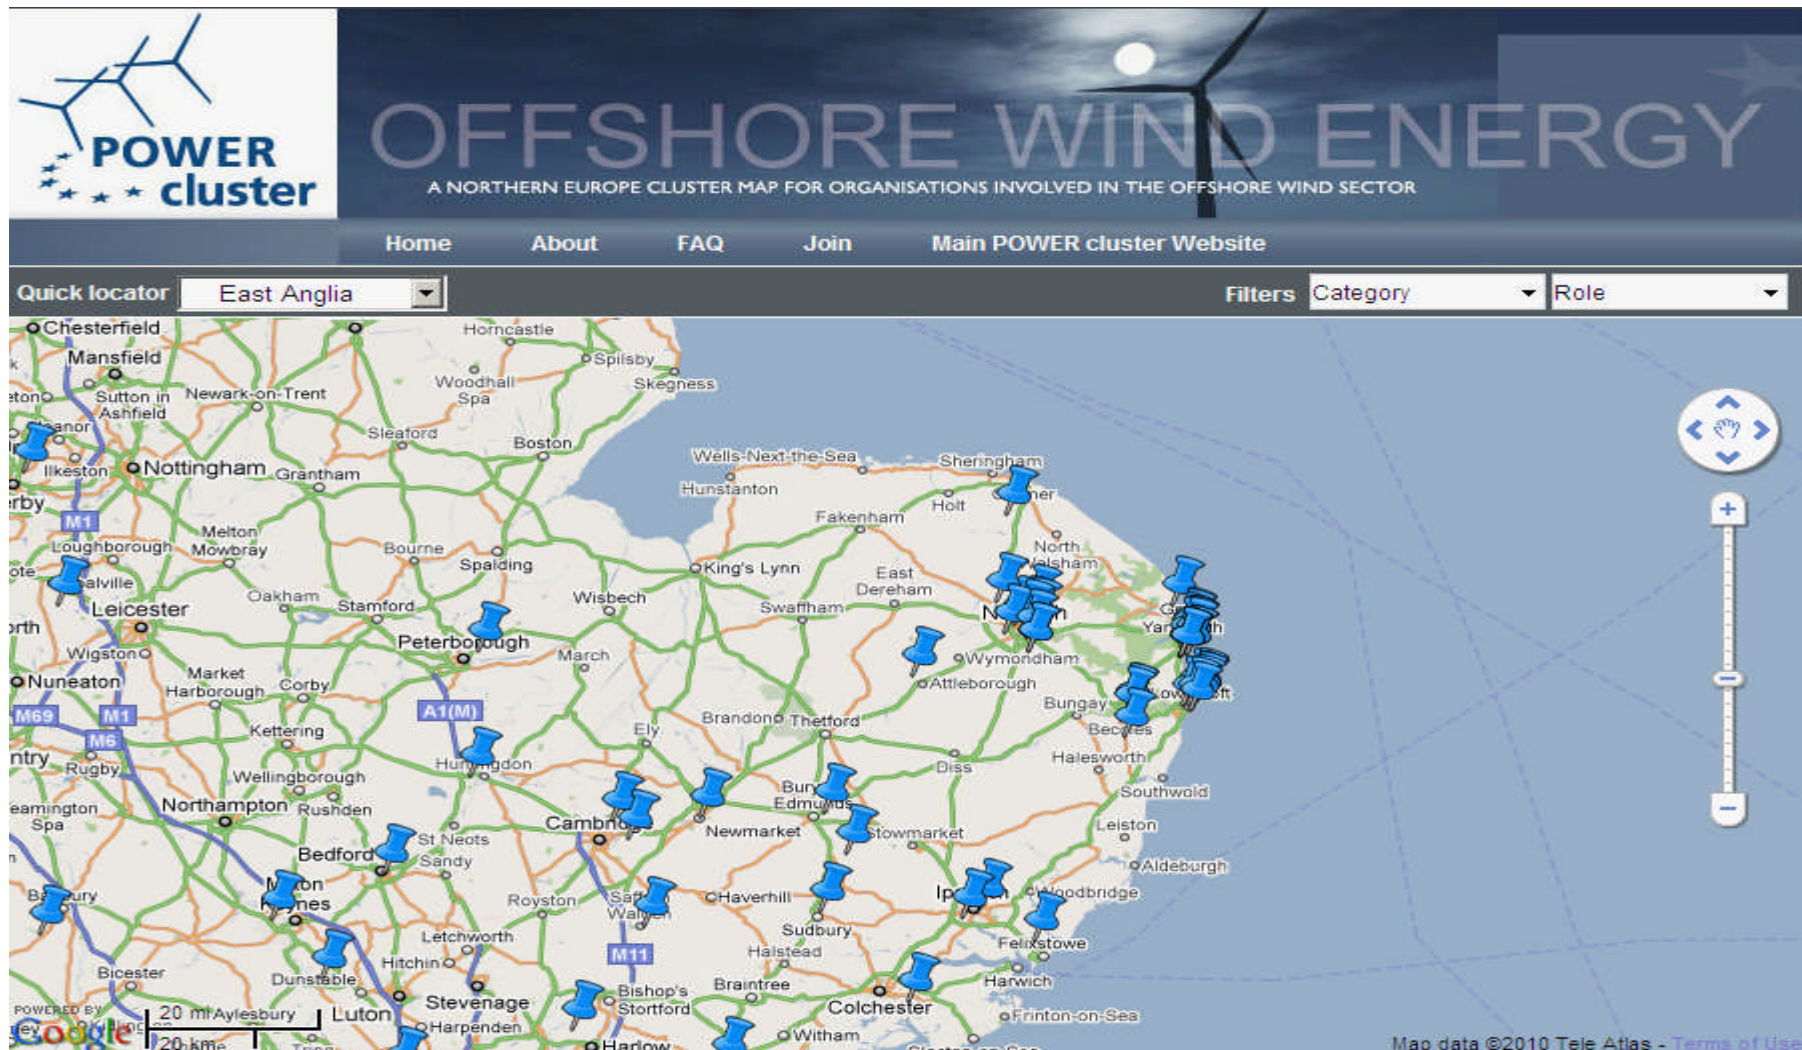 POWER
cluster
OFFSHORE WIND ENERGY
A NORTHERN EUROPE CLUSTER MAP FOR ORGANISATIONS INVOLVED IN THE OFFSHORE WIND SECTOR
Home About FAQ Join Main POWER cluster Website
Quick locator East Anglia Filters Category Role
Chesterfield
Horncastle
Mansfield
Spilsby
Woodhall
Spa
Skegness
Sutton in
Ashfield
Newark-on-Trent
Sleaford
Boston
Wells-Next-the-Sea
Sheringham
Ilkeston
Nottingham
Grantham
Hunstanton
Holt
Fakenham
M1
Melton
Mowbray
Loughborough
Bourne
Spalding
King's Lynn
North
East
Dereham
Oakham
Stamford
Wisbech
Swaffham
Leicester
Peterborough
Wigston
March
Wymondham
Nuneaton
Market
Harborough
Corby
Attleborough
M69
M1
A1(M)
Brandon
Thetford
Bungay
M6
Kettering
Ely
Rugby
Diss
Halesworth
Wellingborough
Southwold
Northampton
Rushden
Newmarket
Stowmarket
Leiston
Spa
St Neots
Bedford
Sandy
Aldeburgh
Haverhill
Woodbridge
Royston
Sudbury
Letchworth
Hitchin
M11
Halstead
Felixstowe
Bicester
Dunstable
Bishop's
Stortford
Braintree
Harwich
Stevenage
Colchester
POWERED BY
Google
20 mi
Aylesbury
Luton
Harpenden
Frinton-on-Sea
20 km
Harlow
Witham
Map data ©2010 Tele Atlas - Terms of Use